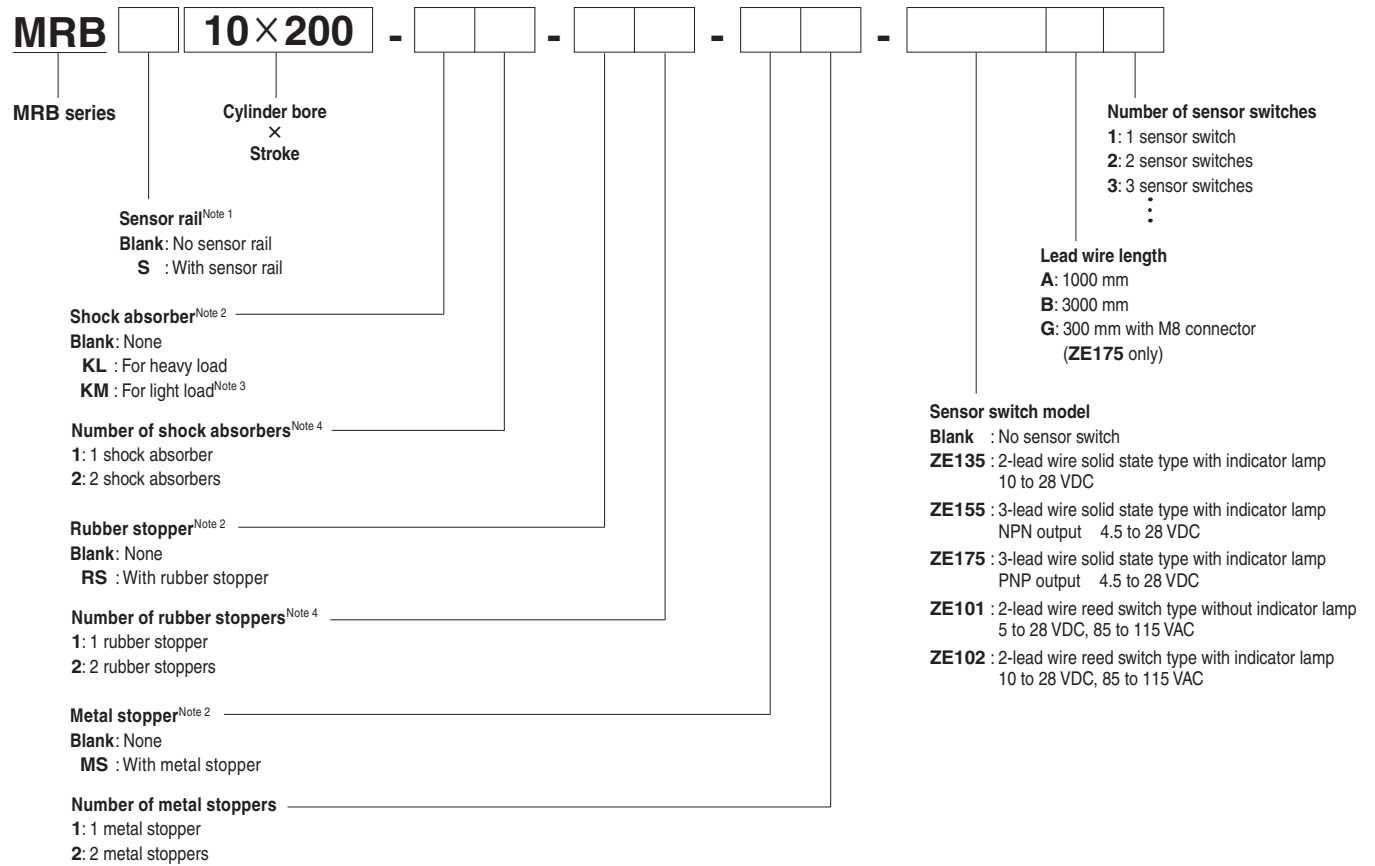 MRB 10×200 - - - -
MRB series
Cylinder bore
×
Stroke
Sensor rail Note 1
Blank: No sensor rail
S : With sensor rail
Shock absorber Note 2
Blank: None
KL : For heavy load
KM : For light load Note 3
Number of shock absorbers Note 4
1: 1 shock absorber
2: 2 shock absorbers
Rubber stopper Note 2
Blank: None
RS : With rubber stopper
Number of rubber stoppers Note 4
1: 1 rubber stopper
2: 2 rubber stoppers
Metal stopper Note 2
Blank: None
MS : With metal stopper
Number of metal stoppers
1: 1 metal stopper
2: 2 metal stoppers
Number of sensor switches
1: 1 sensor switch
2: 2 sensor switches
3: 3 sensor switches
⋮
Lead wire length
A: 1000 mm
B: 3000 mm
G: 300 mm with M8 connector
(ZE175 only)
Sensor switch model
Blank : No sensor switch
ZE135 : 2-lead wire solid state type with indicator lamp
10 to 28 VDC
ZE155 : 3-lead wire solid state type with indicator lamp
NPN output 4.5 to 28 VDC
ZE175 : 3-lead wire solid state type with indicator lamp
PNP output 4.5 to 28 VDC
ZE101 : 2-lead wire reed switch type without indicator lamp
5 to 28 VDC, 85 to 115 VAC
ZE102 : 2-lead wire reed switch type with indicator lamp
10 to 28 VDC, 85 to 115 VAC